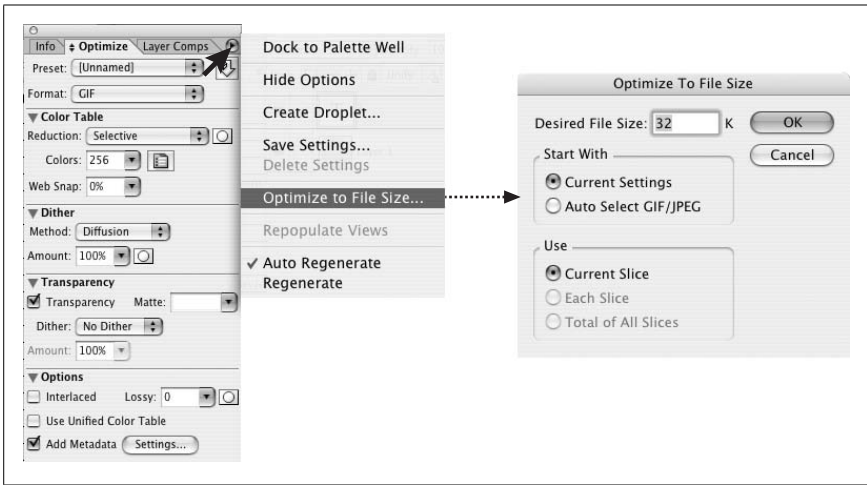 Info Optimize Layer Comps
Preset: [Unnamed]
Format: GIF
Color Table
Reduction: Selective
Colors: 256
Web Snap: 0%
Dither
Method: Diffusion
Amount: 100%
Transparency
Transparency Matte:
Dither: No Dither
Amount: 100%
Options
Interlaced Lossy: 0
Use Unified Color Table
Add Metadata Settings...
Dock to Palette Well
Hide Options
Create Droplet...
Save Settings...
Delete Settings
Optimize to File Size...
Repopulate Views
✓ Auto Regenerate
Regenerate
Optimize To File Size
Desired File Size: 32 K OK
Start With Cancel
Current Settings
Auto Select GIF/JPEG
Use
Current Slice
Each Slice
Total of All Slices